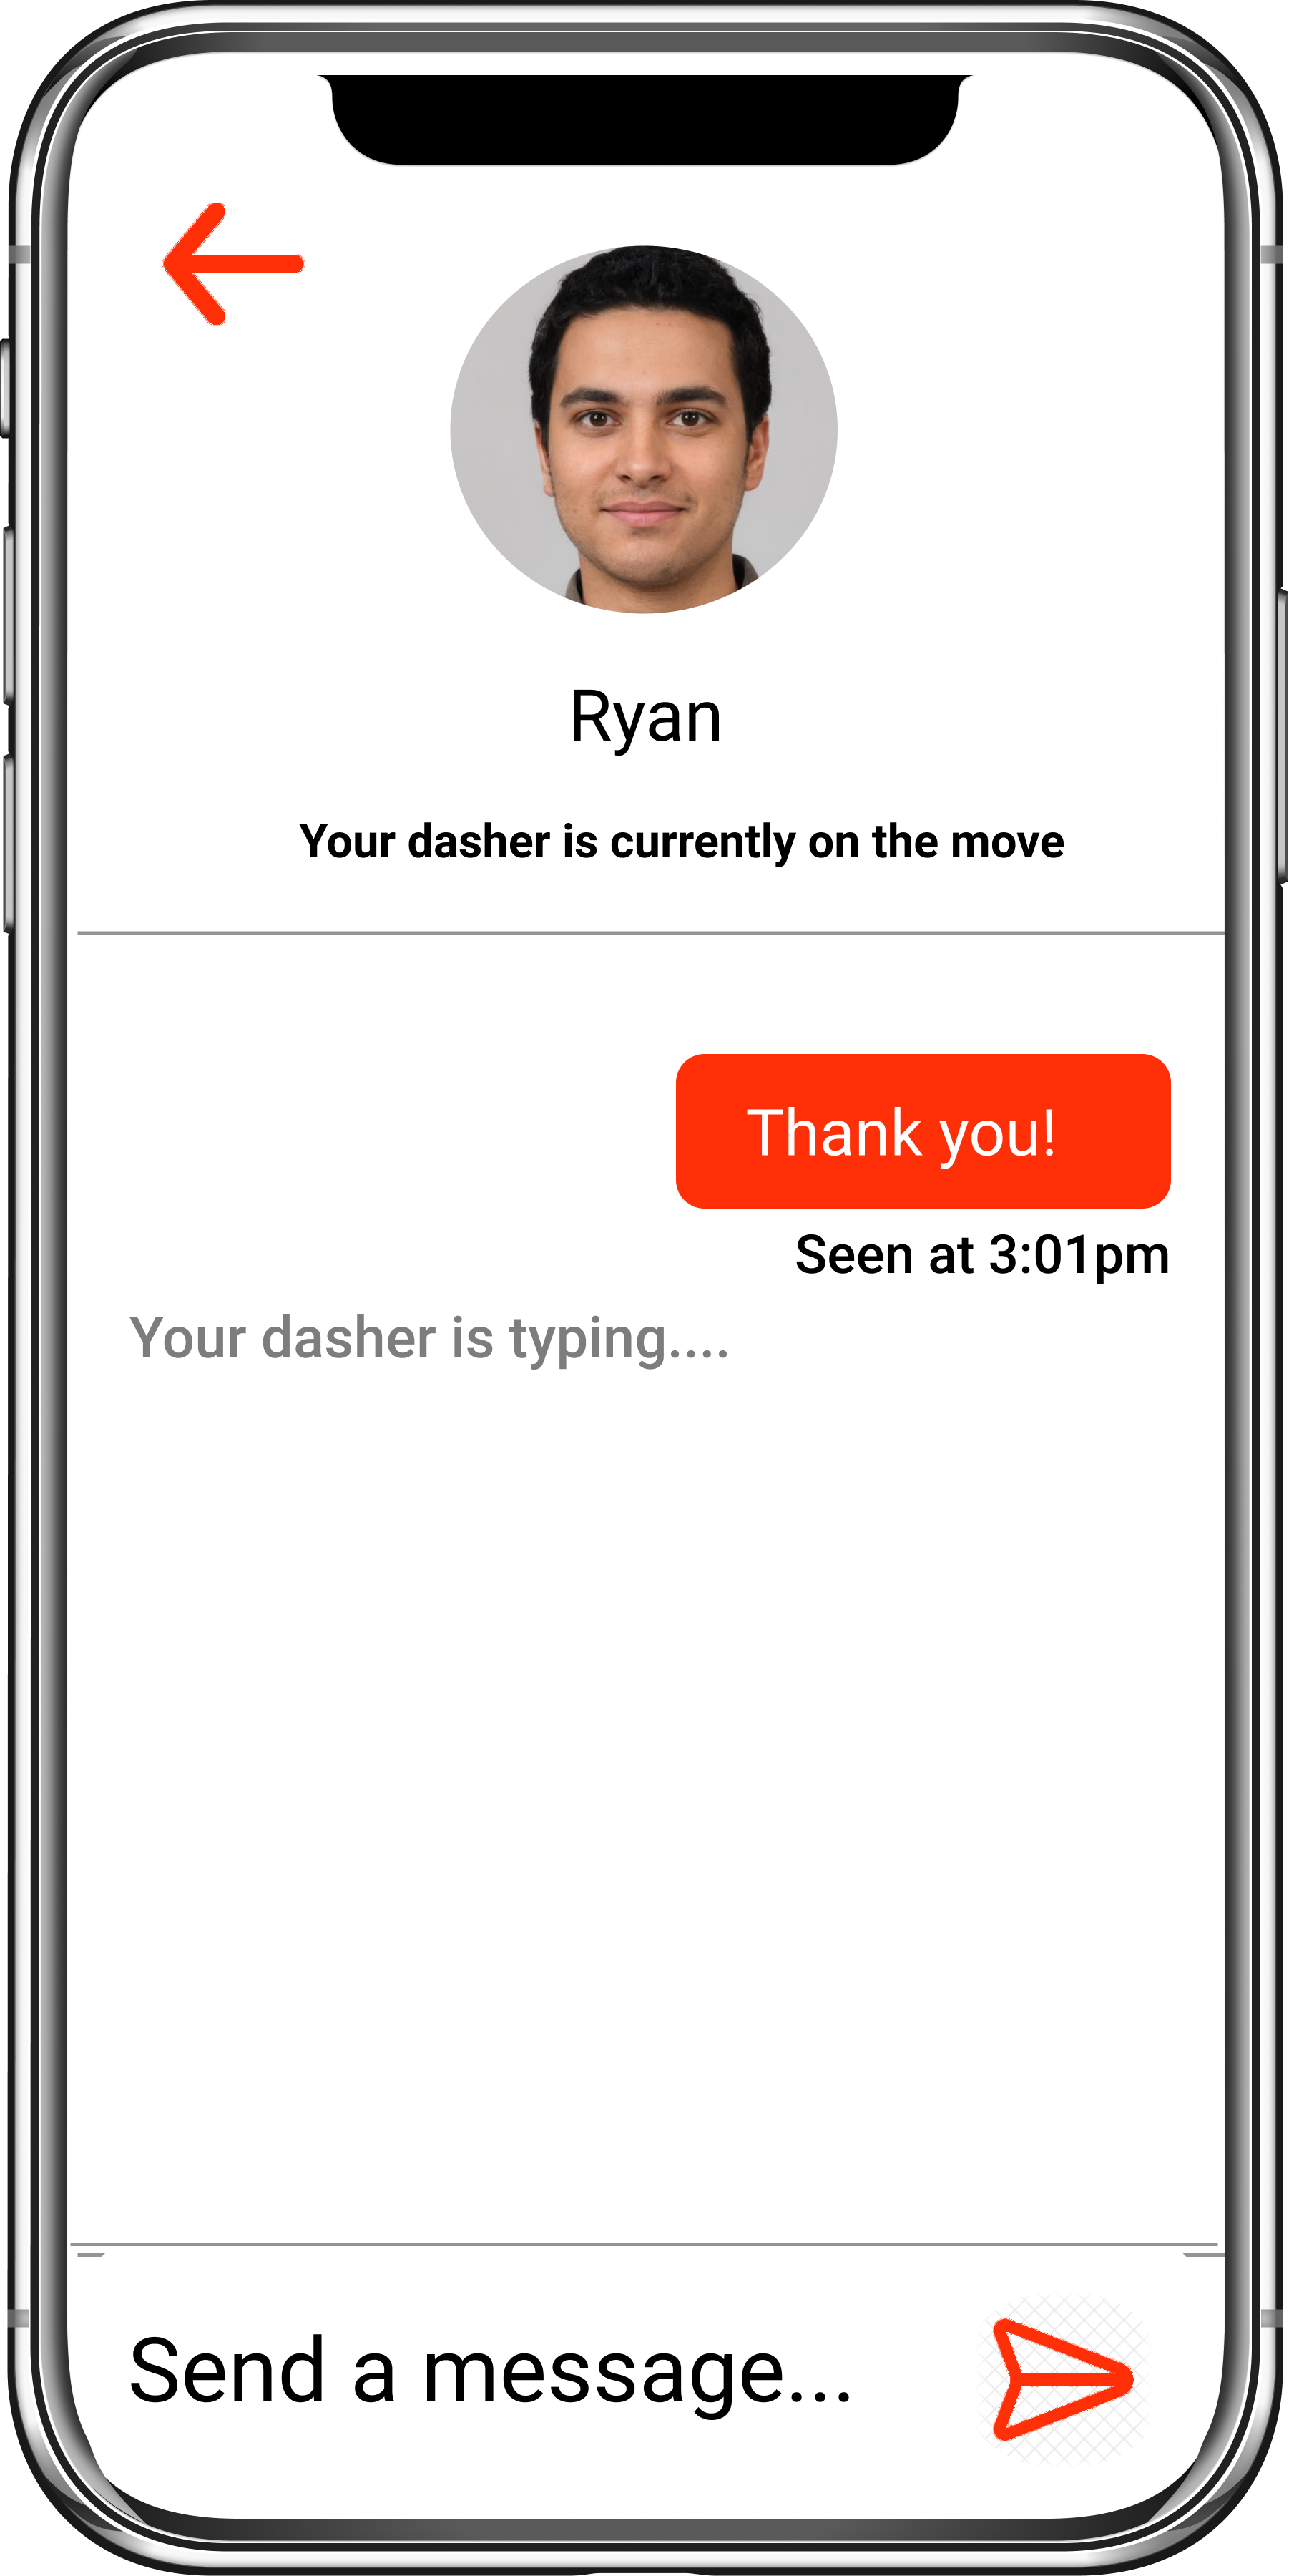 Ryan
Your dasher is currently on the move
Thank you!
Seen at 3:01pm
Your dasher is typing....
Send a message...